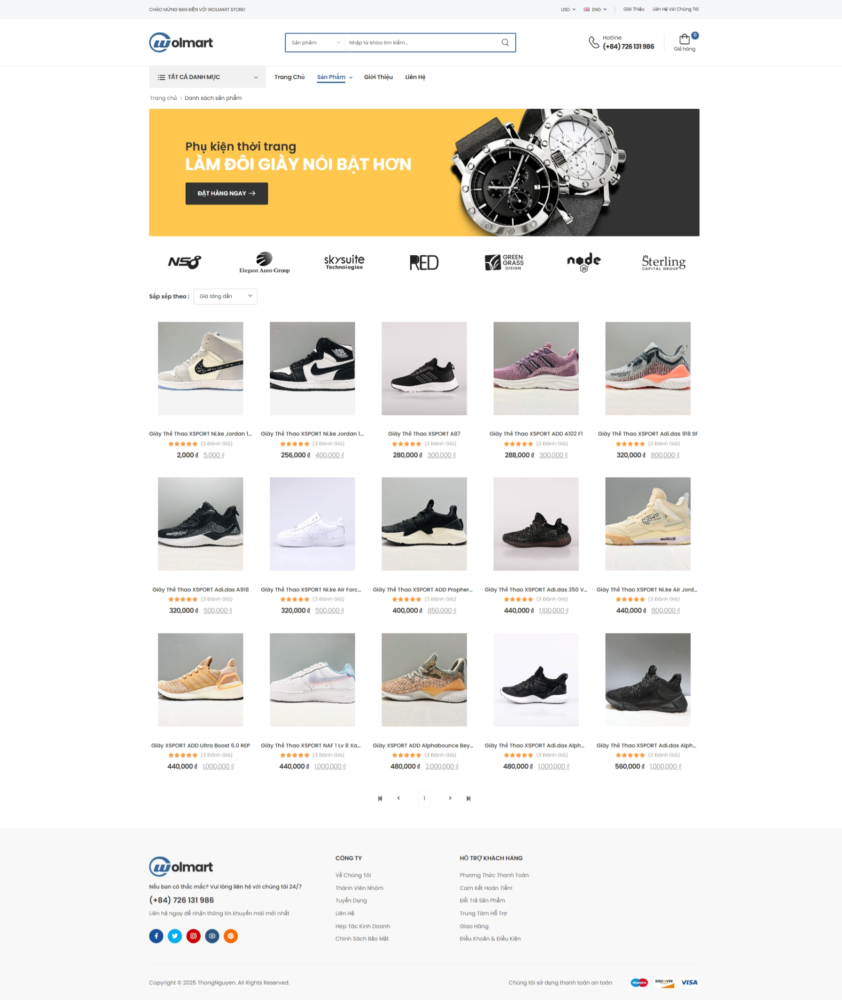 CHÀO MỪNG BẠN ĐẾN VỚI WOLMART STORE!
USD ENG Giới Thiệu Liên Hệ Với Chúng Tôi
Wolmart
Sản phẩm Nhập từ khóa tìm kiếm...
Hotline:
(+84) 726 131 986
0
Giỏ hàng
TẤT CẢ DANH MỤC Trang Chủ Sản Phẩm Giới Thiệu Liên Hệ
Trang chủ > Danh sách sản phẩm
Phụ kiện thời trang
LÀM ĐÔI GIÀY NỔI BẬT HƠN
ĐẶT HÀNG NGAY →
NS8
Elegant Auto Group
skysuite
Technologies
RED
GREEN
GRASS
DISIGN
node
JS
Sterling
CAPITAL GROUP
Sắp xếp theo : Giá tăng dần
Giày Thể Thao XSPORT Ni.ke Jordan 1... Giày Thể Thao XSPORT Ni.ke Jordan 1... Giày Thể Thao XSPORT A87 Giày Thể Thao XSPORT ADD A102 F1 Giày Thể Thao XSPORT Adi.das 918 SF
(3 Đánh Giá) (3 Đánh Giá) (3 Đánh Giá) (3 Đánh Giá) (3 Đánh Giá)
2,000 ₫ 5,000 ₫ 256,000 ₫ 400,000 ₫ 280,000 ₫ 300,000 ₫ 288,000 ₫ 300,000 ₫ 320,000 ₫ 800,000 ₫
Giày Thể Thao XSPORT Adi.das A918 Giày Thể Thao XSPORT Ni.ke Air Forc... Giày Thể Thao XSPORT ADD Propher... Giày Thể Thao XSPORT Adi.das 350 V... Giày Thể Thao XSPORT Ni.ke Air Jord...
(3 Đánh Giá) (3 Đánh Giá) (3 Đánh Giá) (3 Đánh Giá) (3 Đánh Giá)
320,000 ₫ 500,000 ₫ 320,000 ₫ 500,000 ₫ 400,000 ₫ 850,000 ₫ 440,000 ₫ 1,100,000 ₫ 440,000 ₫ 800,000 ₫
Giày XSPORT ADD Ultra Boost 6.0 REP Giày Thể Thao XSPORT NAF 1 Lv 8 Xa... Giày XSPORT ADD Alphabounce Bey... Giày Thể Thao XSPORT Adi.das Alph... Giày Thể Thao XSPORT Adi.das Alph...
(3 Đánh Giá) (3 Đánh Giá) (3 Đánh Giá) (3 Đánh Giá) (3 Đánh Giá)
440,000 ₫ 1,000,000 ₫ 440,000 ₫ 1,000,000 ₫ 480,000 ₫ 2,000,000 ₫ 480,000 ₫ 1,000,000 ₫ 560,000 ₫ 1,000,000 ₫
1
Wolmart
Nếu bạn có thắc mắc? Vui lòng liên hệ với chúng tôi 24/7
(+84) 726 131 986
Liên hệ ngay để nhận thông tin khuyến mãi mới nhất
CÔNG TY
Về Chúng Tôi
Thành Viên Nhóm
Tuyển Dụng
Liên Hệ
Hợp Tác Kinh Doanh
Chính Sách Bảo Mật
HỖ TRỢ KHÁCH HÀNG
Phương Thức Thanh Toán
Cam Kết Hoàn Tiền!
Đổi Trả Sản Phẩm
Trung Tâm Hỗ Trợ
Giao Hàng
Điều Khoản & Điều Kiện
Copyright © 2025 ThongNguyen. All Rights Reserved.
Chúng tôi sử dụng thanh toán an toàn
Maestro DISCOVER VISA